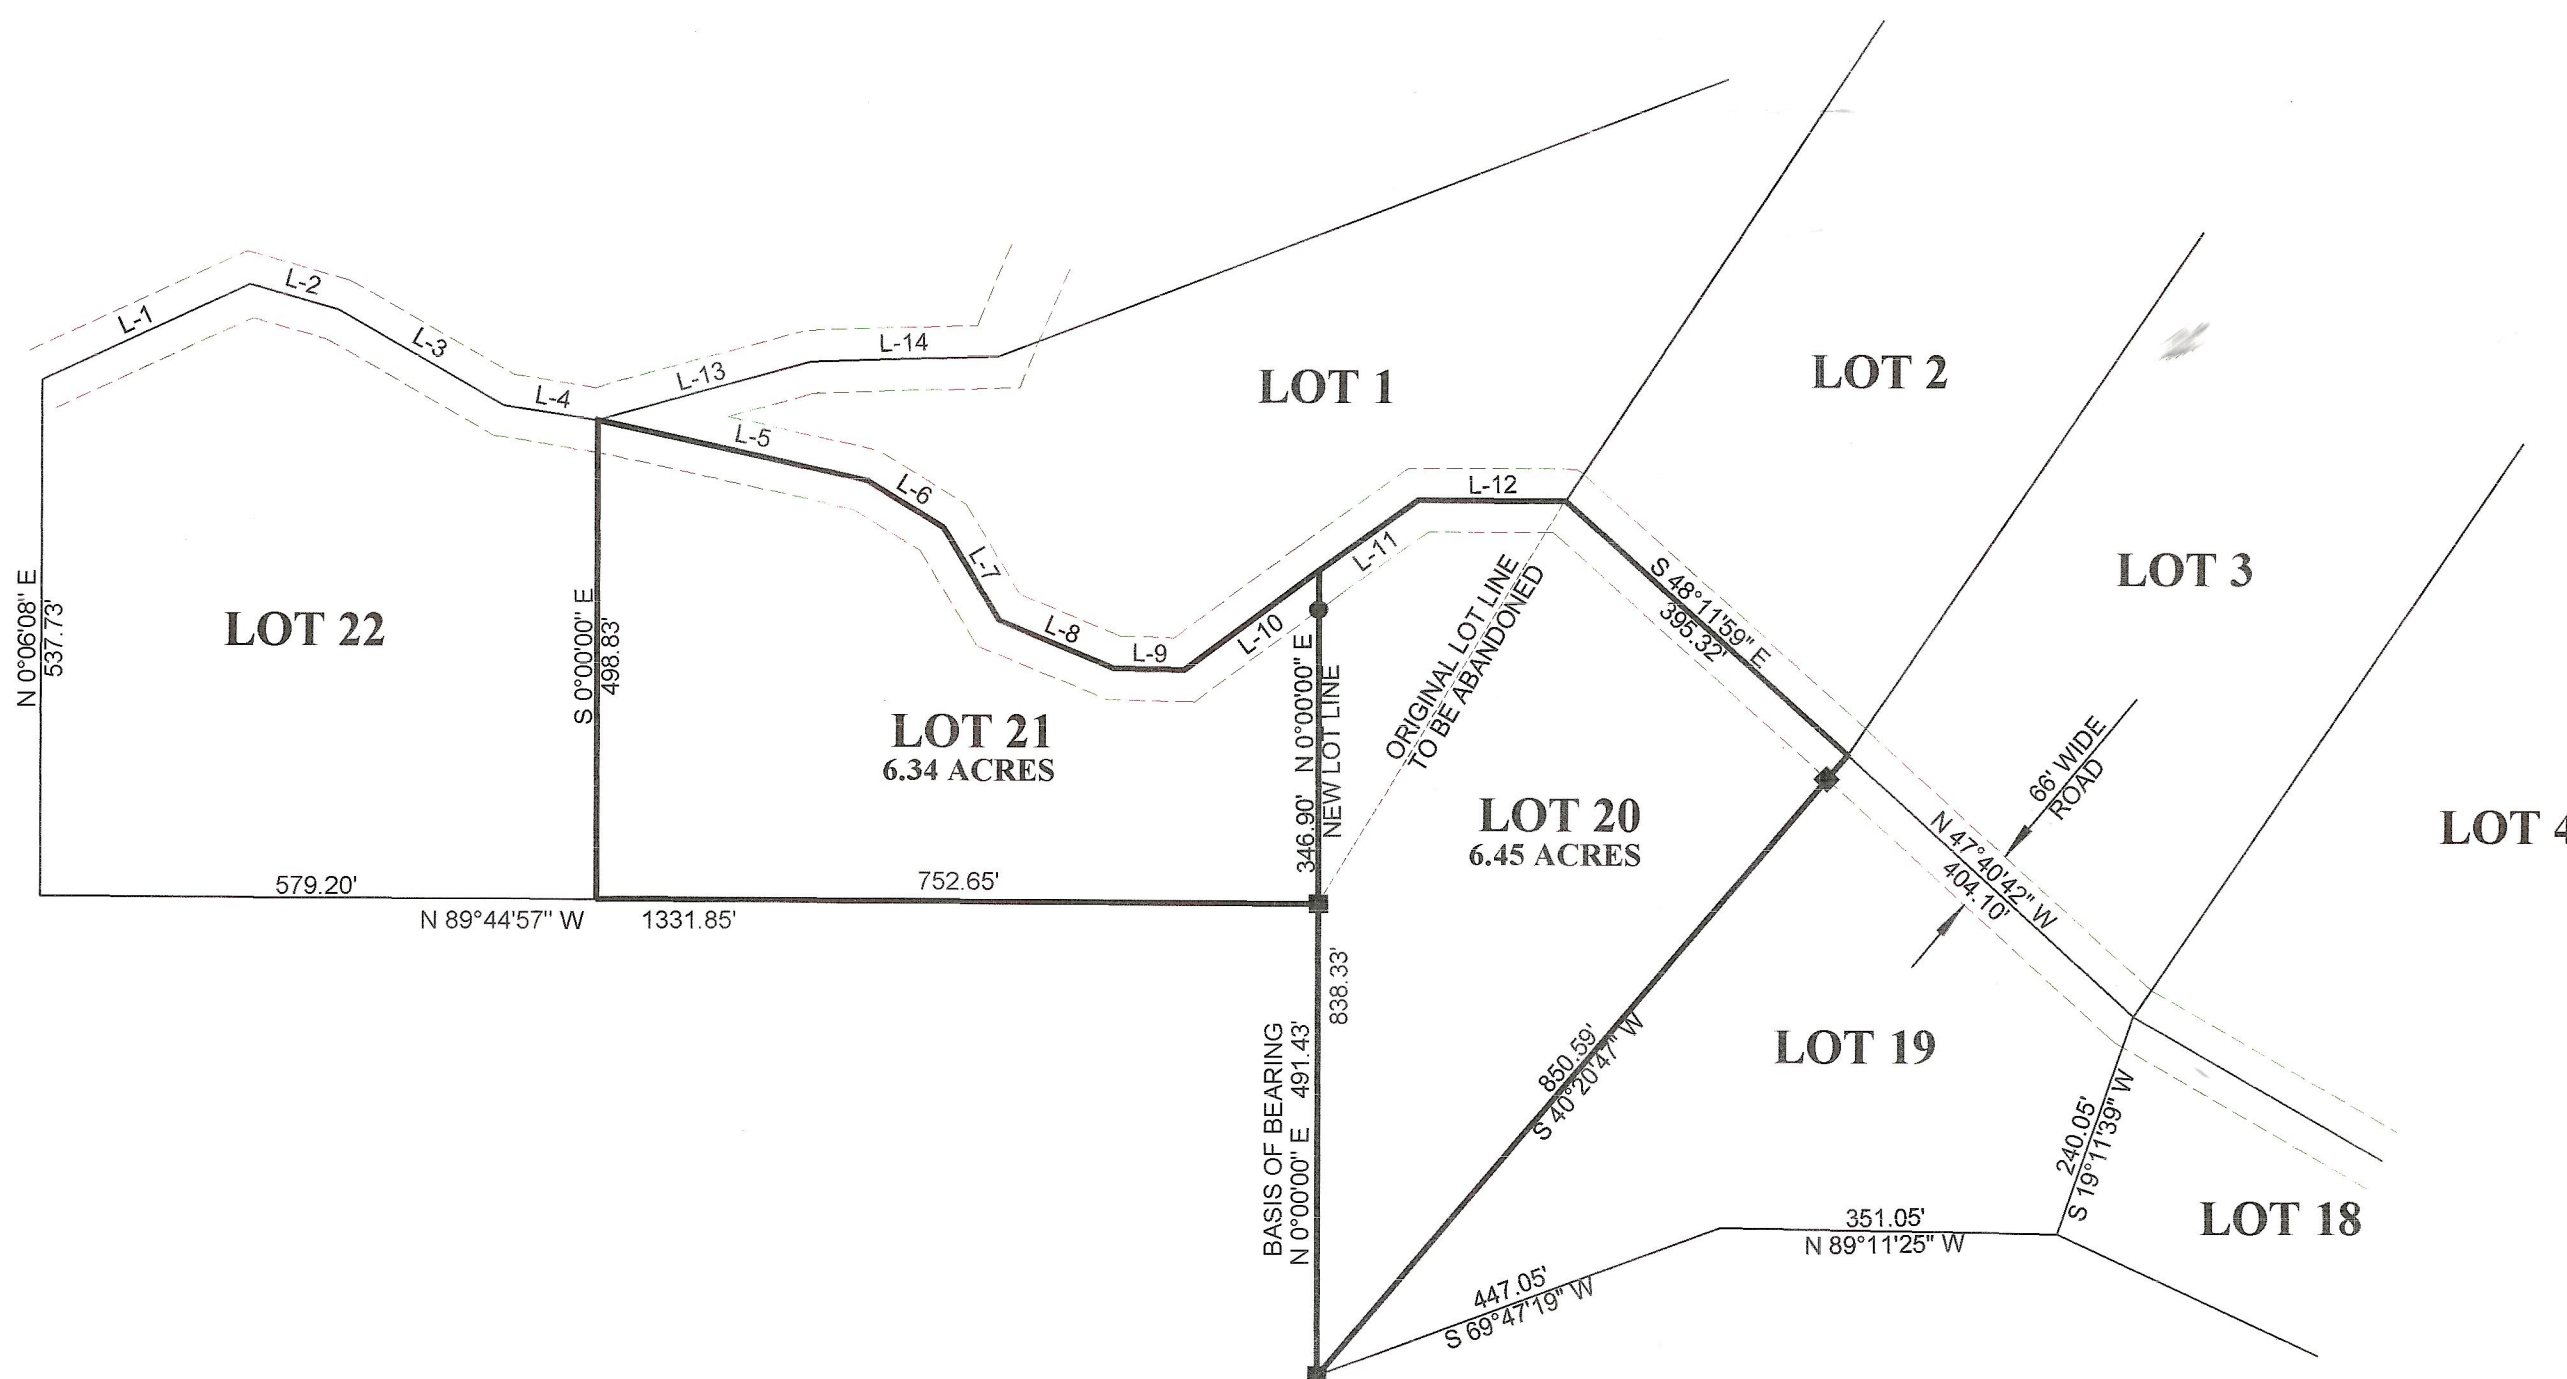 L-1
L-2
L-3
L-4
L-13
L-14
L-5
L-6
L-7
L-8
L-9
L-10
L-11
L-12
LOT 1
LOT 2
LOT 3
LOT 4
N 0°06'08" E
537.73'
LOT 22
S 0°00'00" E
498.83'
LOT 21
6.34 ACRES
346.90' N 0°00'00" E
NEW LOT LINE
ORIGINAL LOT LINE
TO BE ABANDONED
S 48°11'59" E
395.32'
66' WIDE
ROAD
LOT 20
6.45 ACRES
N 47°40'42" W
404.10'
579.20'
752.65'
N 89°44'57" W 1331.85'
838.33'
BASIS OF BEARING
N 0°00'00" E 491.43'
850.59'
S 40°20'47" W
LOT 19
240.05'
S 19°11'39" W
LOT 18
351.05'
N 89°11'25" W
447.05'
S 69°47'19" W